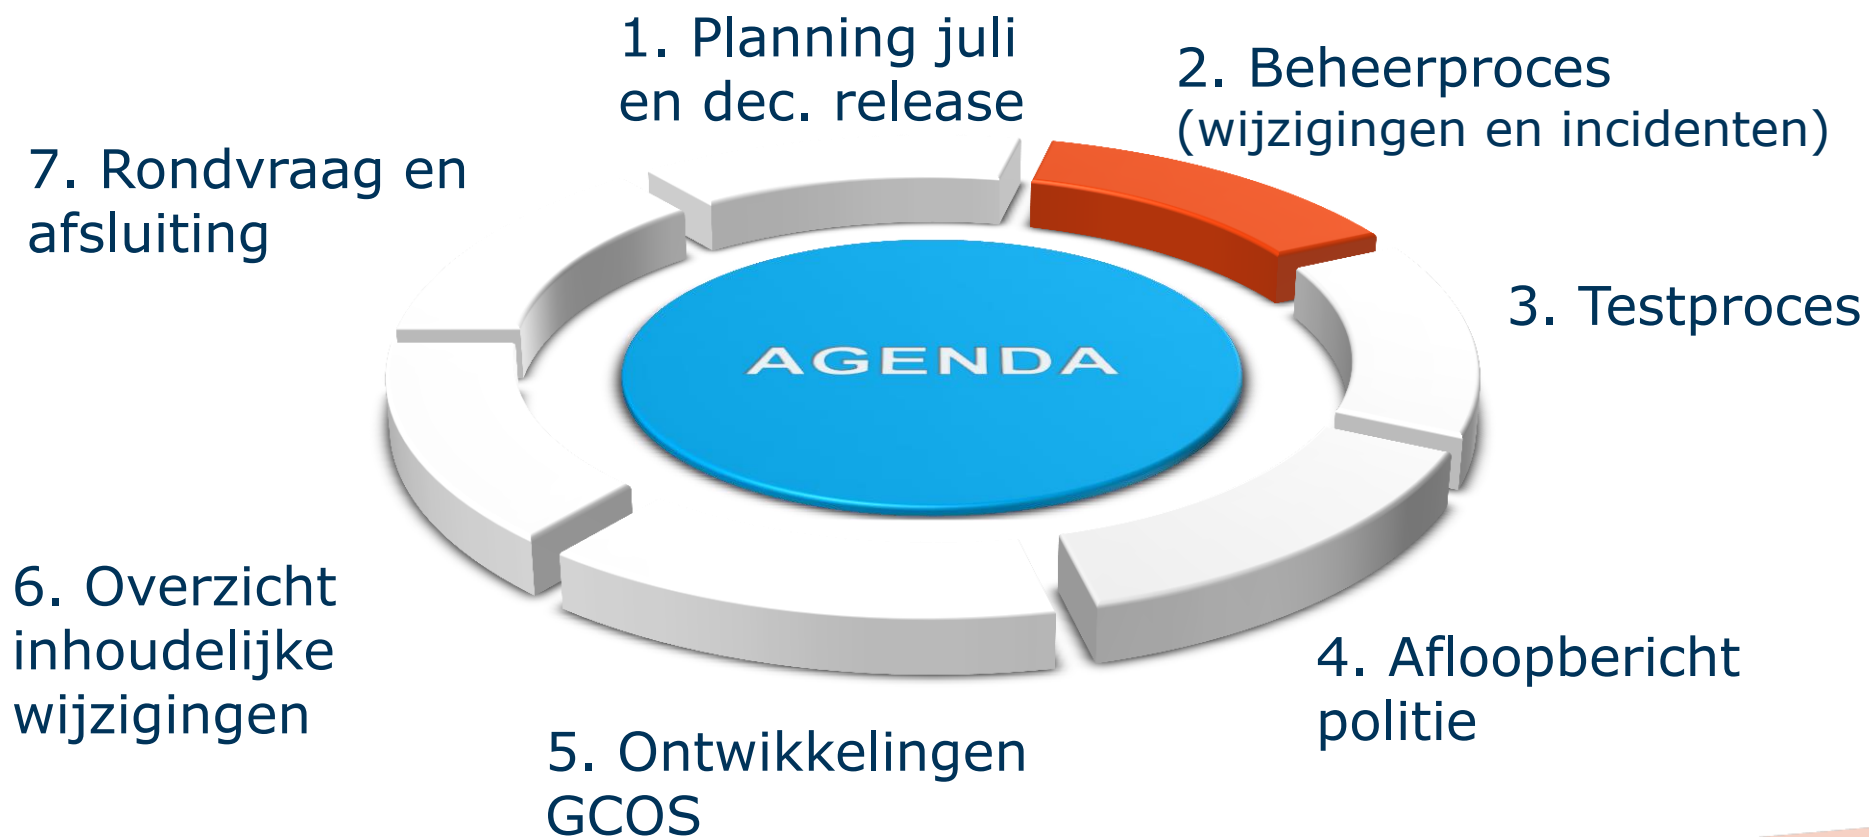 1. Planning juli
en dec. release
2. Beheerproces
(wijzigingen en incidenten)
3. Testproces
4. Afloopbericht
politie
5. Ontwikkelingen
GCOS
6. Overzicht
inhoudelijke
wijzigingen
7. Rondvraag en
afsluiting
AGENDA